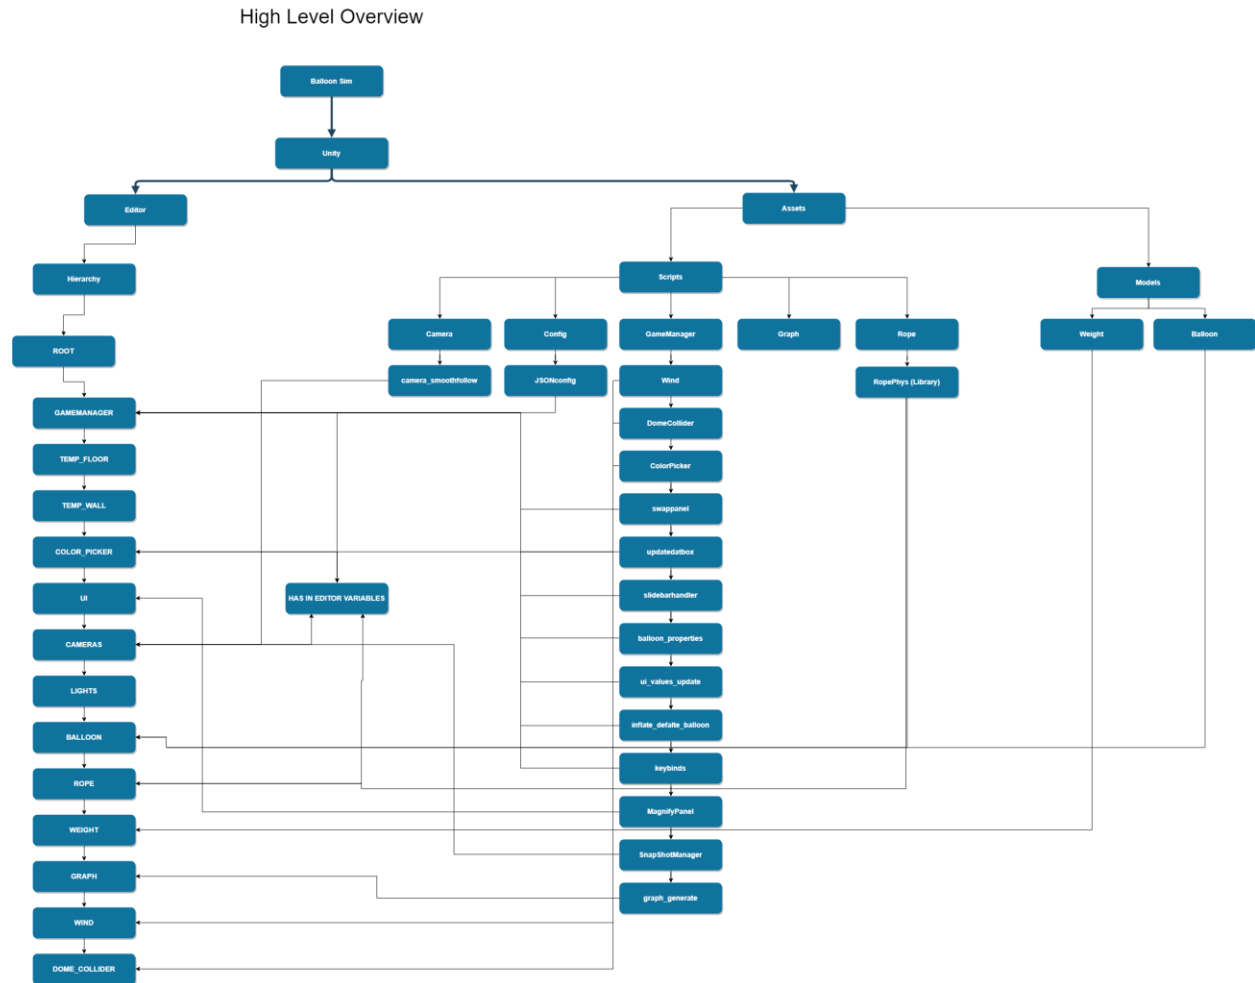 High Level Overview
Balloon Sim
Unity
Editor
Assets
Hierarchy
Scripts
Models
ROOT
Camera
Config
GameManager
Graph
Rope
Weight
Balloon
camera_smoothfollow
JSONconfig
Wind
RopePhys (Library)
GAMEMANAGER
DomeCollider
TEMP_FLOOR
ColorPicker
TEMP_WALL
swappanel
COLOR_PICKER
updatedatbox
UI
HAS IN EDITOR VARIABLES
slidebarhandler
CAMERAS
balloon_properties
LIGHTS
ui_values_update
BALLOON
inflate_defalte_balloon
ROPE
keybinds
WEIGHT
MagnifyPanel
GRAPH
SnapShotManager
WIND
graph_generate
DOME_COLLIDER